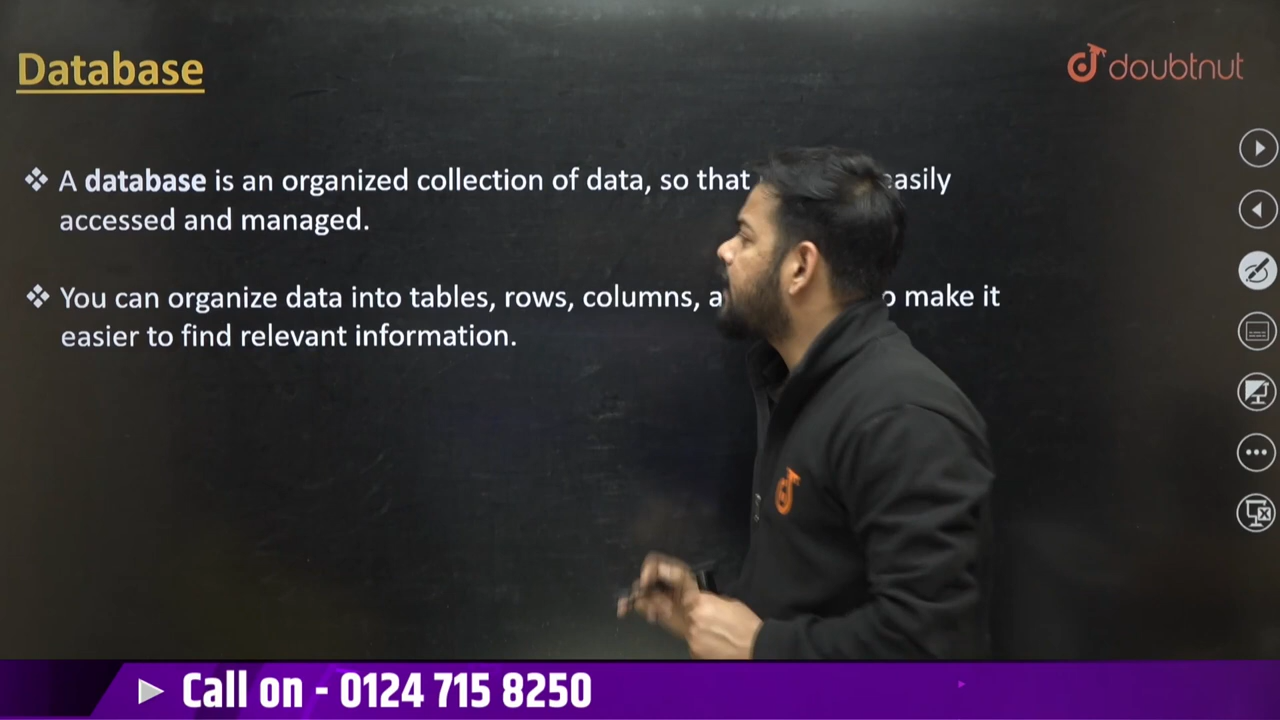 Database
doubtnut
❖ A database is an organized collection of data, so that easily
accessed and managed.
❖ You can organize data into tables, rows, columns, make it
easier to find relevant information.
Call on - 0124 715 8250